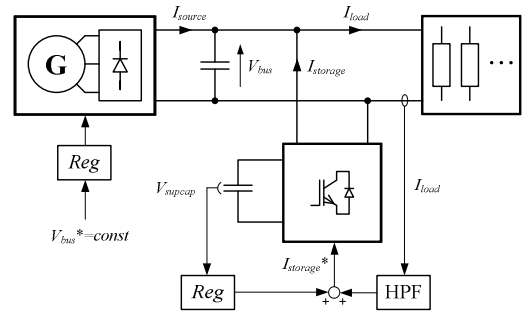 I_source
I_load
G
V_bus
I_storage
...
Reg
V_supcap
I_load
V_bus*=const
I_storage*
Reg
+ +
HPF